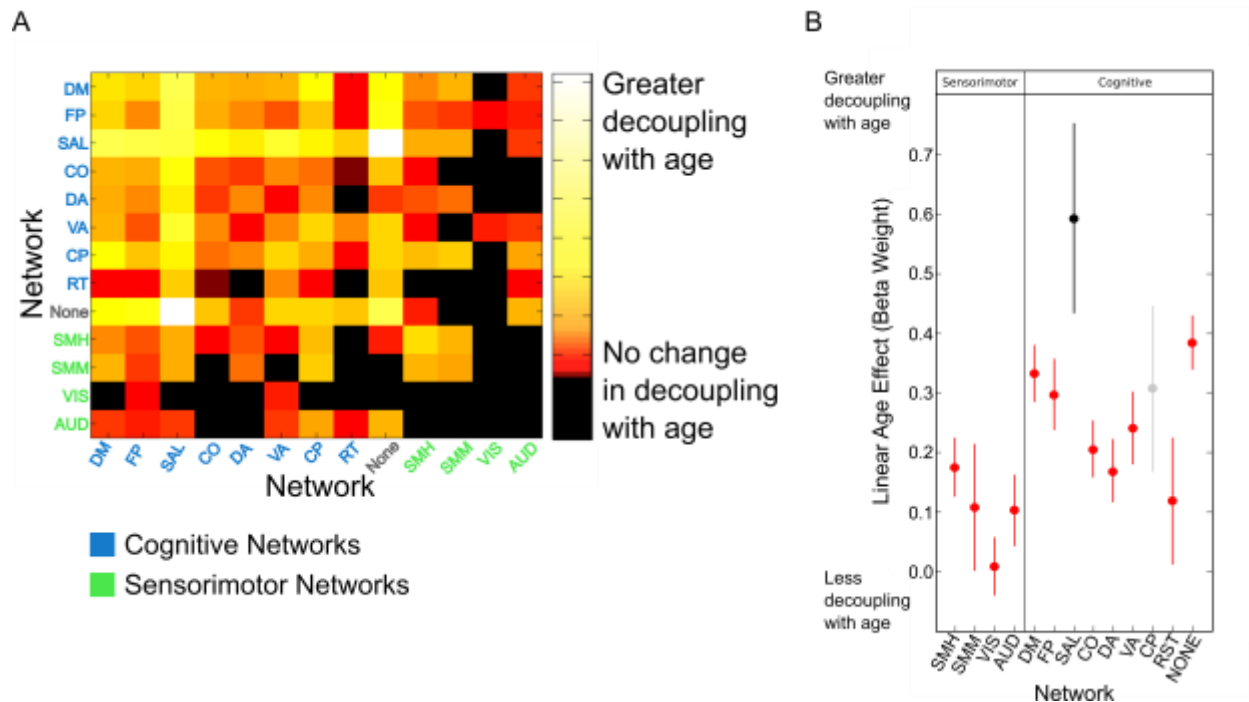 A
DM
FP
SAL
CO
DA
VA
CP
RT
None
SMH
SMM
VIS
AUD
Network
DM FP SAL CO DA VA CP RT None SMH SMM VIS AUD
Network
Greater
decoupling
with age
No change
in decoupling
with age
Cognitive Networks
Sensorimotor Networks
B
Greater
decoupling
with age
Sensorimotor Cognitive
0.7
0.6
0.5
0.4
0.3
0.2
0.1
0.0
Linear Age Effect (Beta Weight)
Less
decoupling
with age
SMH SMM VIS AUD DM FP SAL CO DA VA CP RST NONE
Network